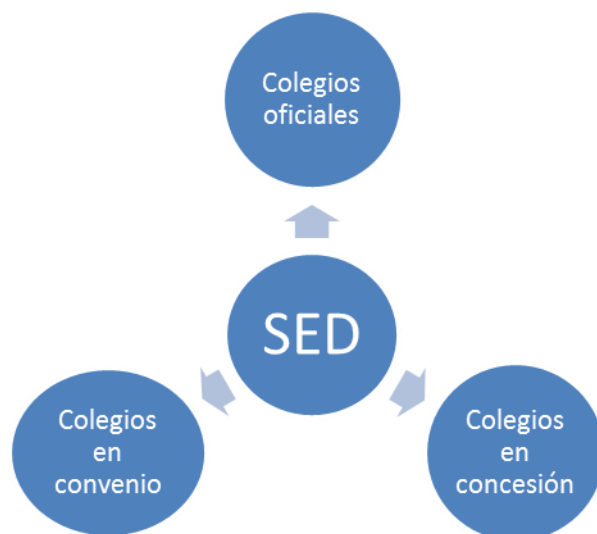 Colegios
oficiales
SED
Colegios
en
convenio
Colegios
en
concesión